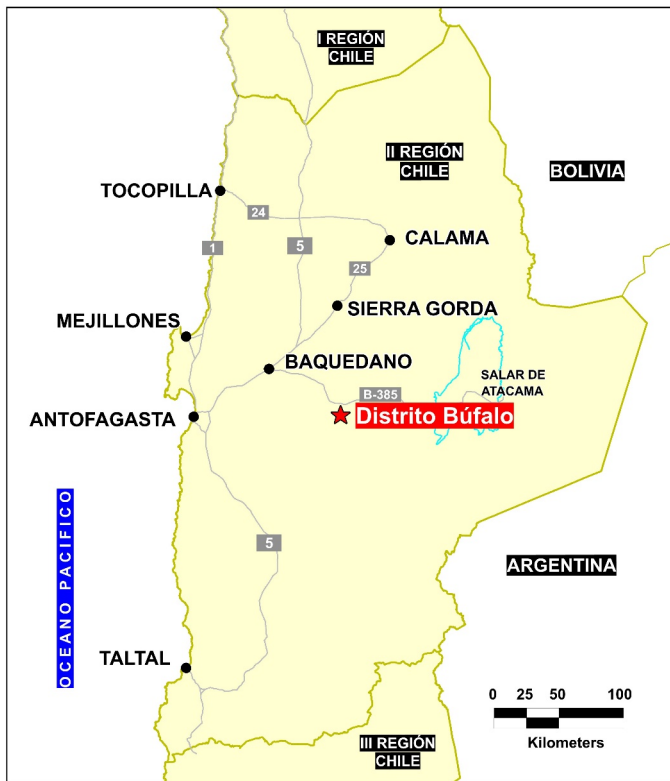 I REGIÓN
CHILE
II REGIÓN
CHILE
BOLIVIA
TOCOPILLA
24
1
5
CALAMA
25
MEJILLONES
SIERRA GORDA
BAQUEDANO
SALAR DE
ATACAMA
B-385
ANTOFAGASTA
Distrito Búfalo
OCEANO PACIFICO
5
ARGENTINA
TALTAL
0 25 50 100
Kilometers
III REGIÓN
CHILE